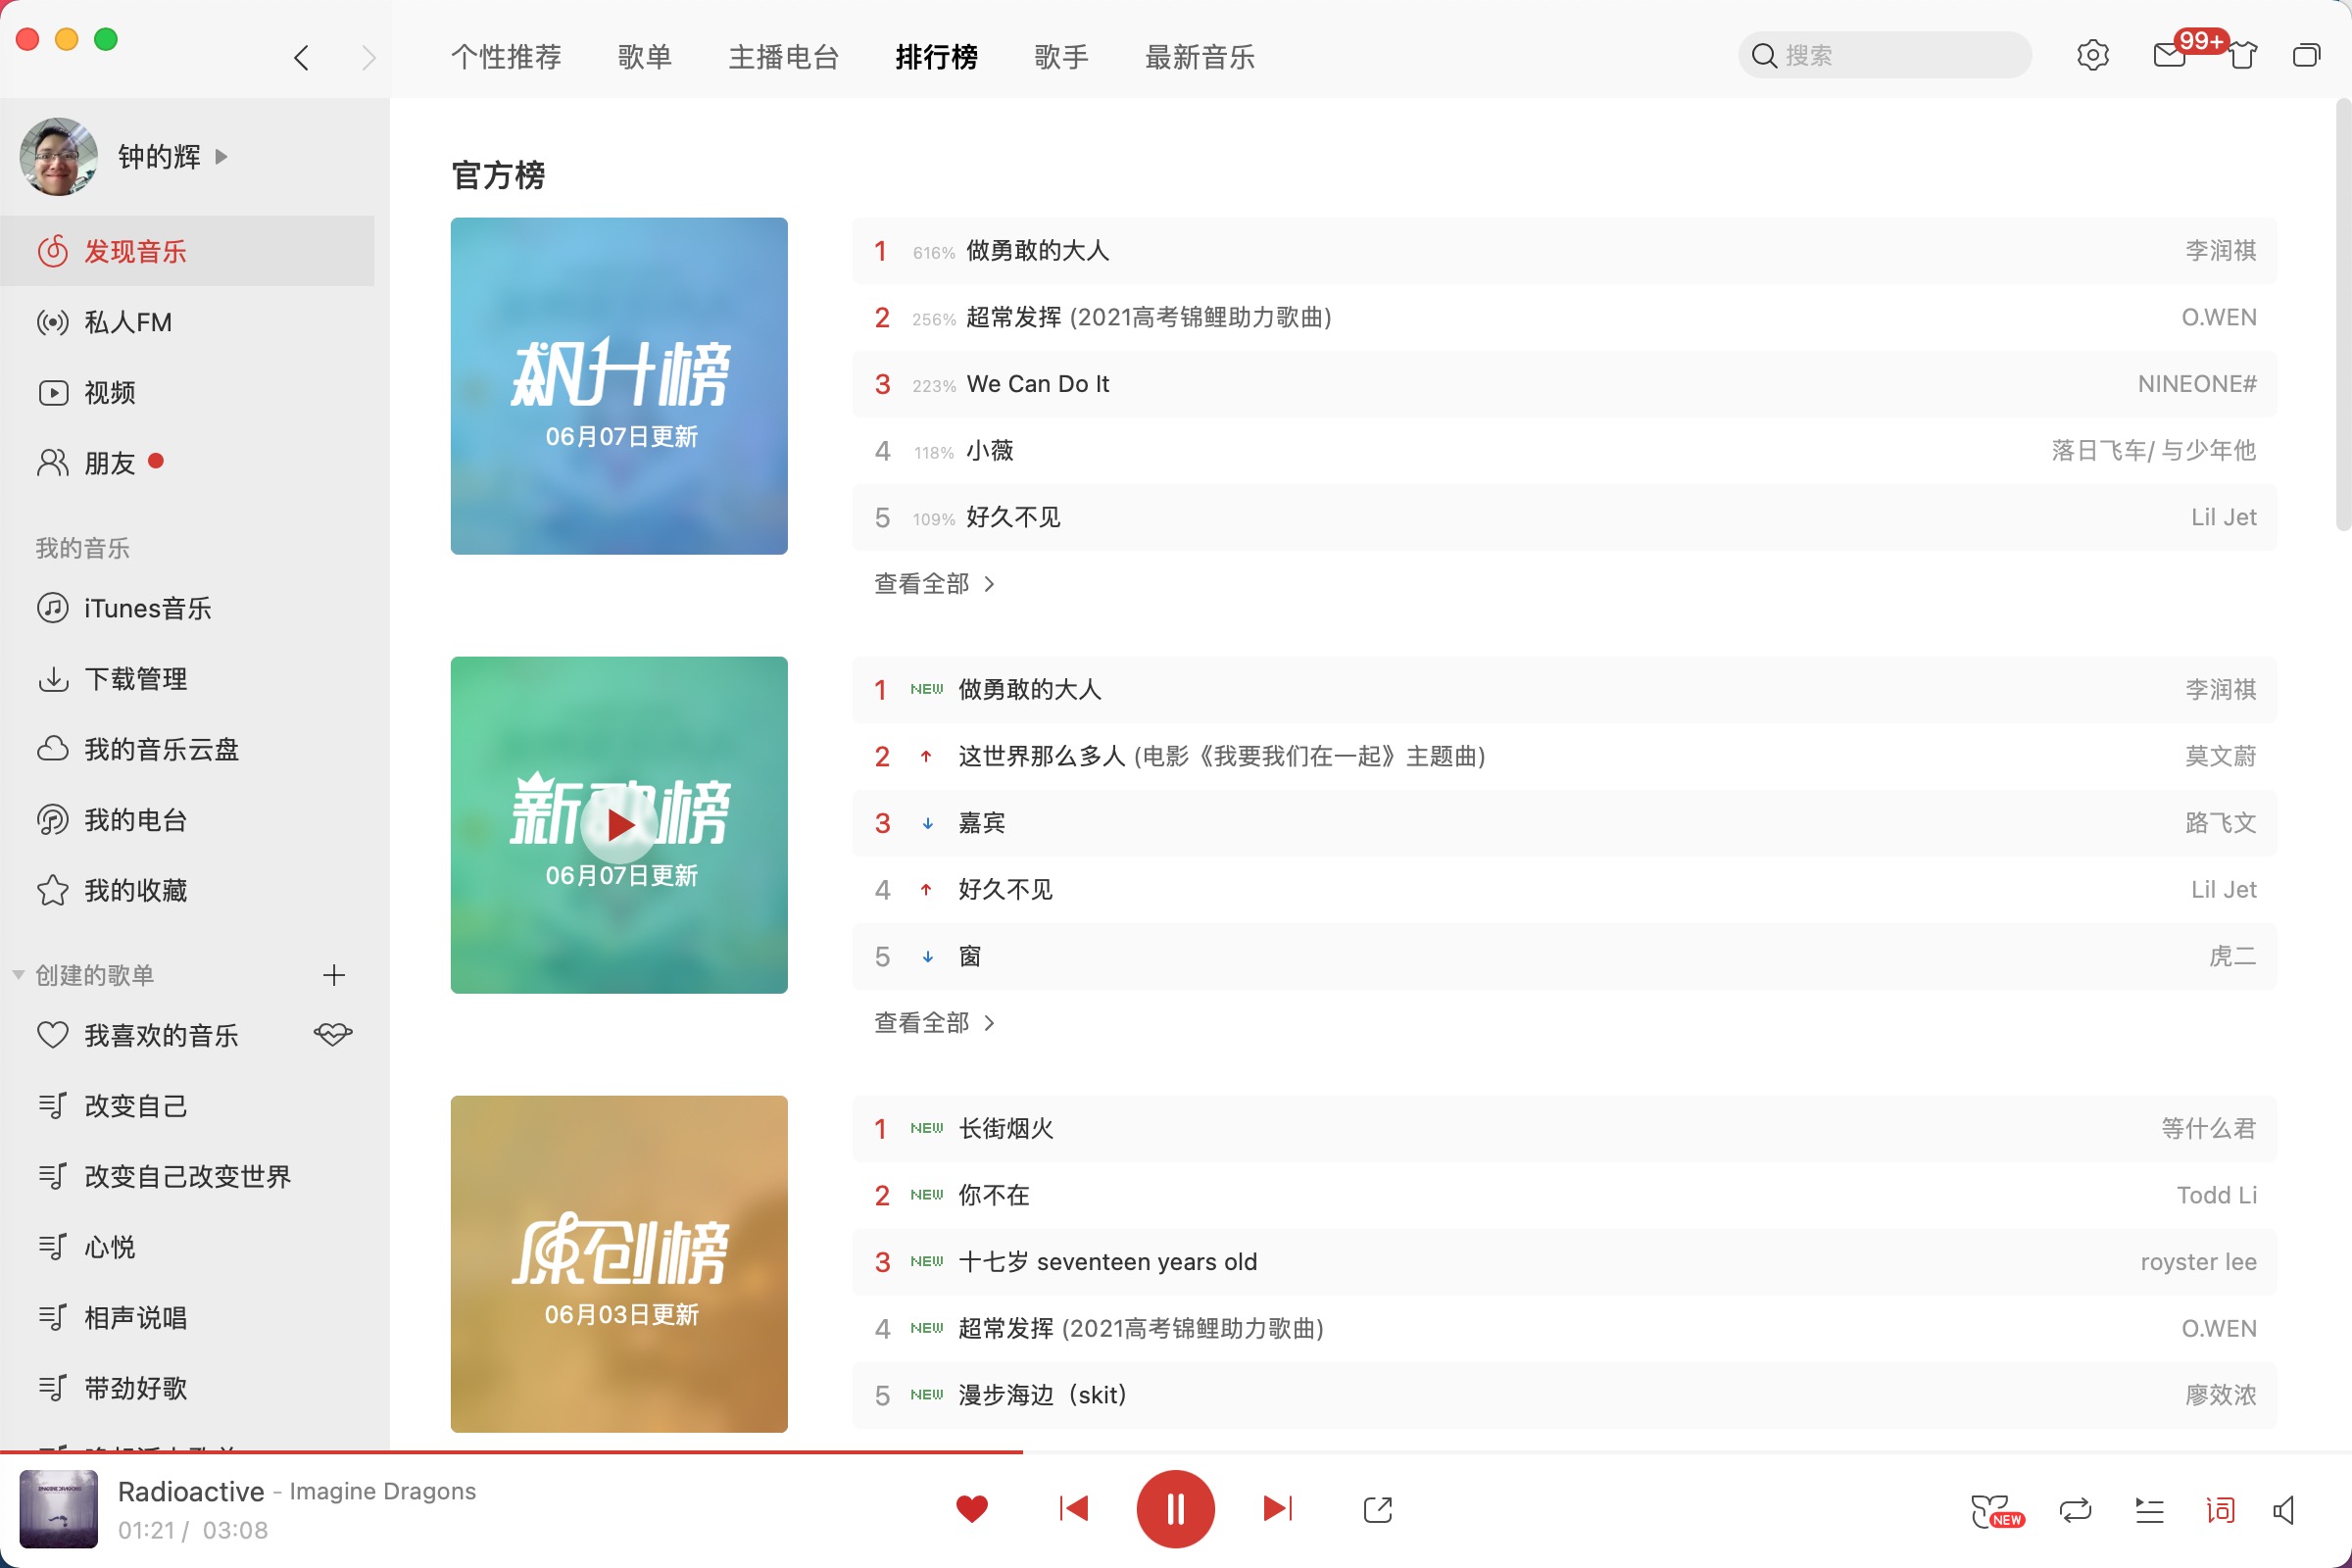 个性推荐 歌单 主播电台 排行榜 歌手 最新音乐 搜索 99+
钟的辉
发现音乐
私人FM
视频
朋友
我的音乐
iTunes音乐
下载管理
我的音乐云盘
我的电台
我的收藏
创建的歌单
我喜欢的音乐
改变自己
改变自己改变世界
心悦
相声说唱
带劲好歌
官方榜
飙升榜
06月07日更新
1 616% 做勇敢的大人 李润祺
2 256% 超常发挥 (2021高考锦鲤助力歌曲) O.WEN
3 223% We Can Do It NINEONE#
4 118% 小薇 落日飞车/ 与少年他
5 109% 好久不见 Lil Jet
查看全部
新歌榜
06月07日更新
1 NEW 做勇敢的大人 李润祺
2 这世界那么多人 (电影《我要我们在一起》主题曲) 莫文蔚
3 嘉宾 路飞文
4 好久不见 Lil Jet
5 窗 虎二
查看全部
原创榜
06月03日更新
1 NEW 长街烟火 等什么君
2 NEW 你不在 Todd Li
3 NEW 十七岁 seventeen years old royster lee
4 NEW 超常发挥 (2021高考锦鲤助力歌曲) O.WEN
5 NEW 漫步海边（skit） 廖效浓
Radioactive - Imagine Dragons
01:21 / 03:08
NEW 词